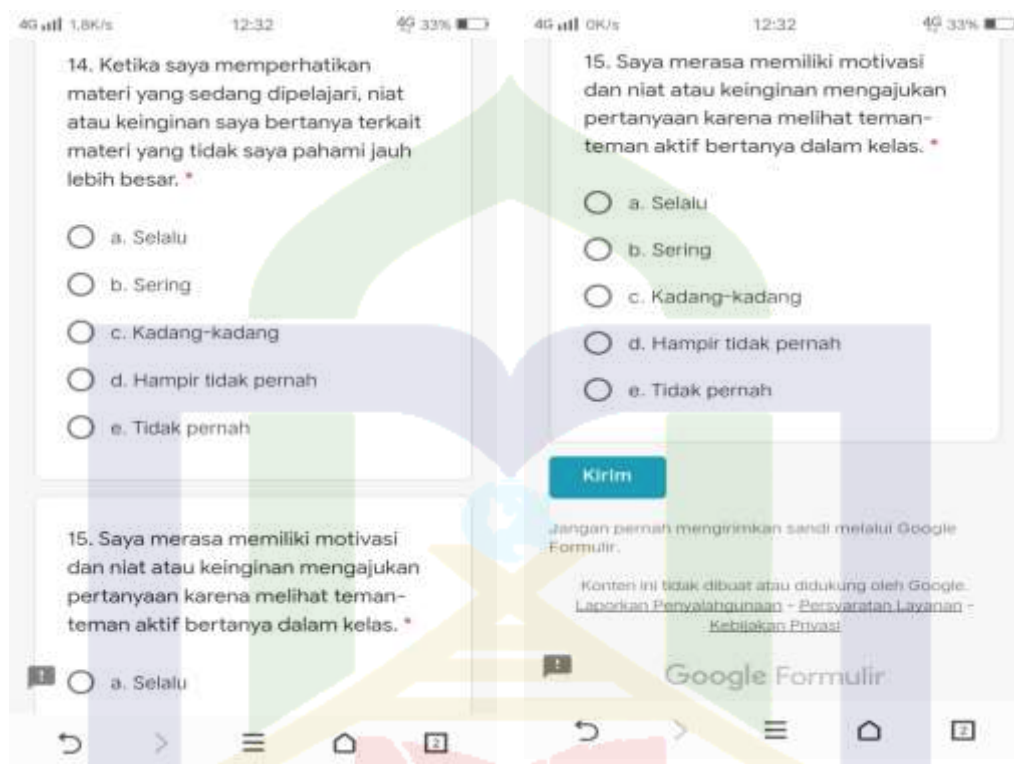 4G 1,8K/s 12:32 4G 33%
14. Ketika saya memperhatikan
materi yang sedang dipelajari, niat
atau keinginan saya bertanya terkait
materi yang tidak saya pahami jauh
lebih besar. *
a. Selalu
b. Sering
c. Kadang-kadang
d. Hampir tidak pernah
e. Tidak pernah
15. Saya merasa memiliki motivasi
dan niat atau keinginan mengajukan
pertanyaan karena melihat teman-
teman aktif bertanya dalam kelas. *
a. Selalu
2
4G 0K/s 12:32 4G 33%
15. Saya merasa memiliki motivasi
dan niat atau keinginan mengajukan
pertanyaan karena melihat teman-
teman aktif bertanya dalam kelas. *
a. Selalu
b. Sering
c. Kadang-kadang
d. Hampir tidak pernah
e. Tidak pernah
Kirim
Jangan pernah mengirimkan sandi melalui Google
Formulir.
Konten ini tidak dibuat atau didukung oleh Google.
Laporkan Penyalahgunaan - Persyaratan Layanan -
Kebijakan Privasi
Google Formulir
2